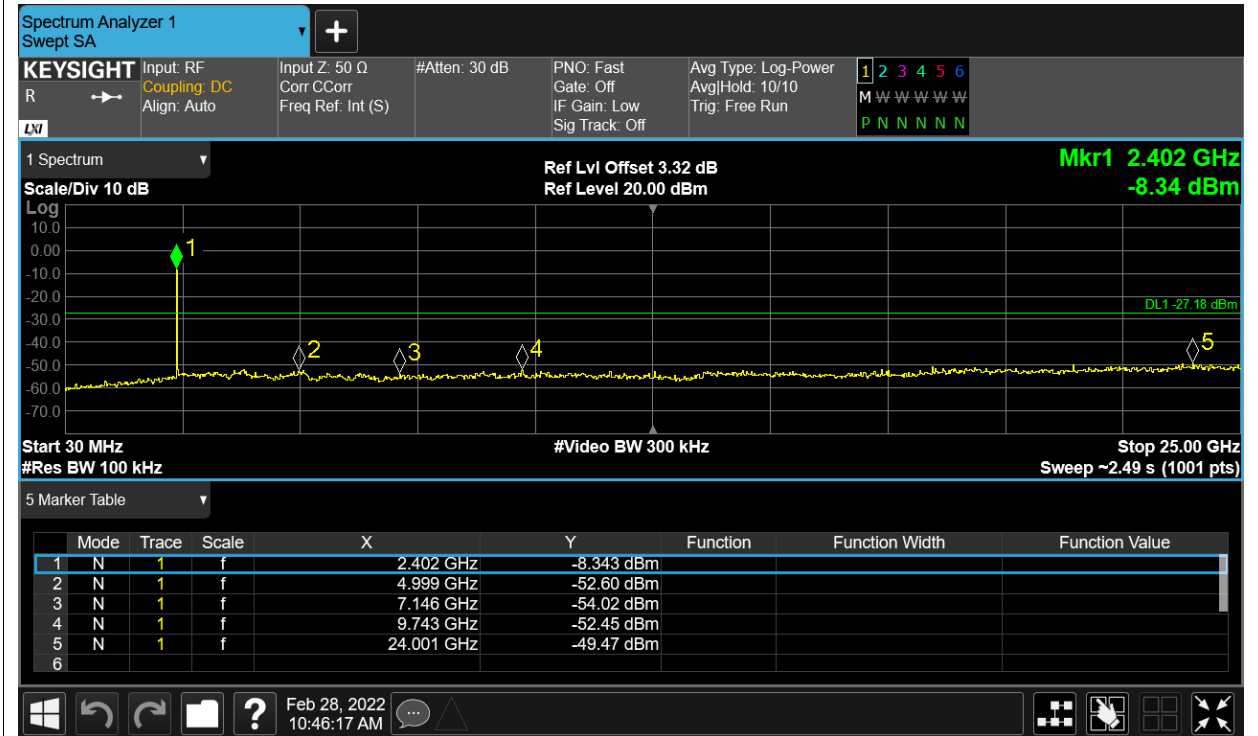 Spectrum Analyzer 1
Swept SA
KEYSIGHT
R
LXI
Input: RF
Coupling: DC
Align: Auto
Input Z: 50 Ω
Corr CCorr
Freq Ref: Int (S)
#Atten: 30 dB
PNO: Fast
Gate: Off
IF Gain: Low
Sig Track: Off
Avg Type: Log-Power
Avg|Hold: 10/10
Trig: Free Run
1 2 3 4 5 6
M W W W W W
P N N N N N
1 Spectrum
Scale/Div 10 dB
Ref Lvl Offset 3.32 dB
Ref Level 20.00 dBm
Mkr1 2.402 GHz
-8.34 dBm
Log
10.0
0.00
-10.0
-20.0
-30.0
-40.0
-50.0
-60.0
-70.0
1
2
3
4
5
DL1 -27.18 dBm
Start 30 MHz
#Res BW 100 kHz
#Video BW 300 kHz
Stop 25.00 GHz
Sweep ~2.49 s (1001 pts)
5 Marker Table
Mode Trace Scale X Y Function Function Width Function Value
1 N 1 f 2.402 GHz -8.343 dBm
2 N 1 f 4.999 GHz -52.60 dBm
3 N 1 f 7.146 GHz -54.02 dBm
4 N 1 f 9.743 GHz -52.45 dBm
5 N 1 f 24.001 GHz -49.47 dBm
6
?
Feb 28, 2022
10:46:17 AM